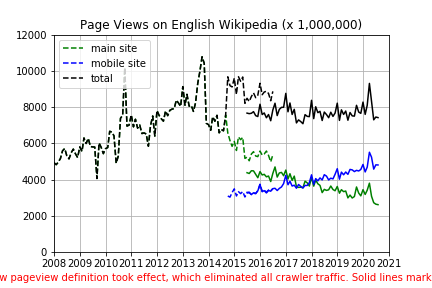 Page Views on English Wikipedia (x 1,000,000)
12000
10000
8000
6000
4000
2000
0
main site
mobile site
total
2008 2009 2010 2011 2012 2013 2014 2015 2016 2017 2018 2019 2020 2021
w pageview definition took effect, which eliminated all crawler traffic. Solid lines mark